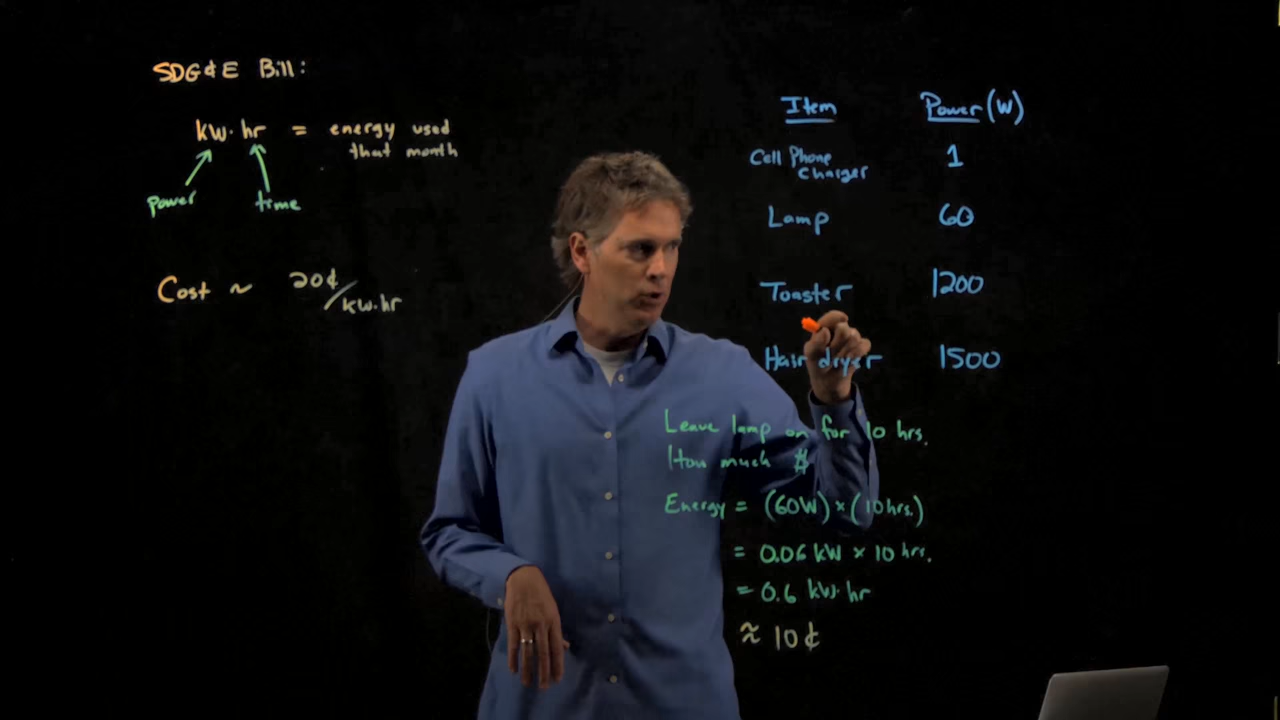 SDG&E Bill:
kW·hr = energy used
that month
power
time
Cost ~ 20¢/kW·hr
Item Power (W)
Cell Phone
Charger 1
Lamp 60
Toaster 1200
Hair dryer 1500
Leave lamp on for 10 hrs.
How much $
Energy = (60W) × (10 hrs.)
= 0.06 kW × 10 hrs.
= 0.6 kW·hr
≈ 10¢